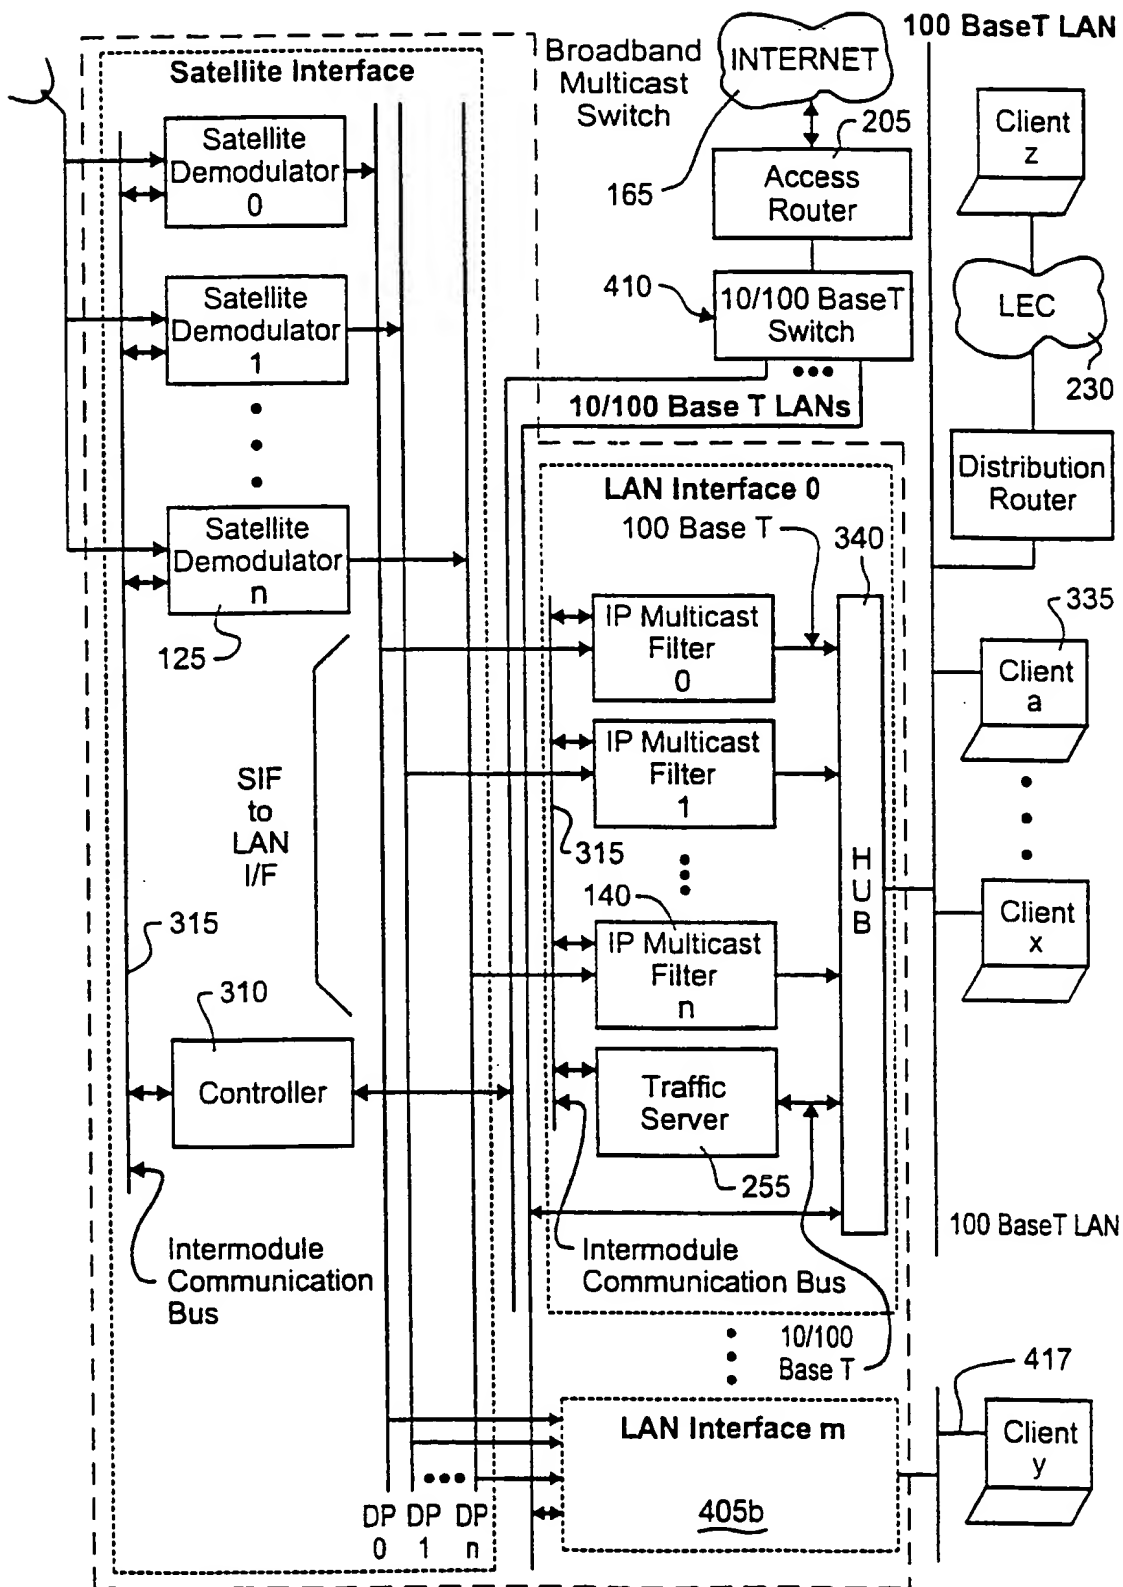 100 BaseT LAN
Satellite Interface
Broadband
Multicast
Switch
INTERNET
165
205
Access
Router
410
10/100 BaseT
Switch
10/100 Base T LANs
Client
z
LEC
230
Distribution
Router
Satellite
Demodulator
0
Satellite
Demodulator
1
Satellite
Demodulator
n
125
SIF
to
LAN
I/F
315
310
Controller
Intermodule
Communication
Bus
DP
0
DP
1
DP
n
LAN Interface 0
100 Base T
340
IP Multicast
Filter
0
IP Multicast
Filter
1
315
140
IP Multicast
Filter
n
Traffic
Server
255
HUB
Intermodule
Communication Bus
10/100
Base T
335
Client
a
Client
x
100 BaseT LAN
LAN Interface m
405b
417
Client
y